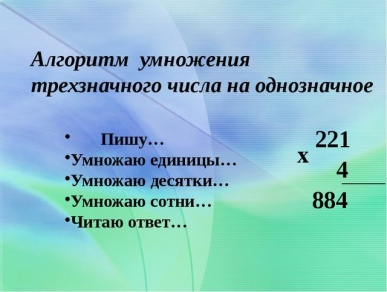 Алгоритм умножения
трехзначного числа на однозначное
• Пишу…
•Умножаю единицы…
•Умножаю десятки…
•Умножаю сотни…
•Читаю ответ…
221
х
4
884